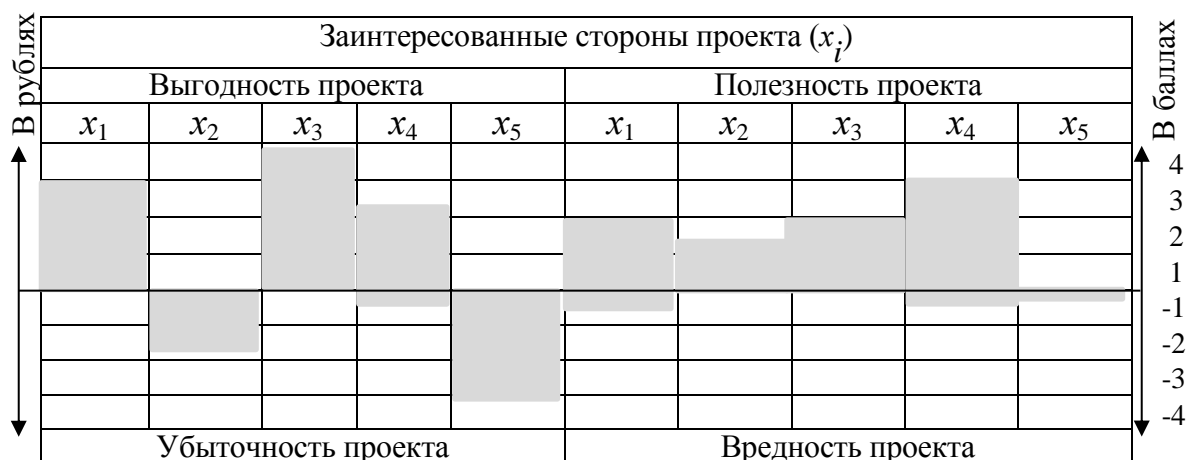 Заинтересованные стороны проекта (xi)
Выгодность проекта Полезность проекта
x1 x2 x3 x4 x5 x1 x2 x3 x4 x5
В рублях
В баллах
4
3
2
1
-1
-2
-3
-4
Убыточность проекта Вредность проекта